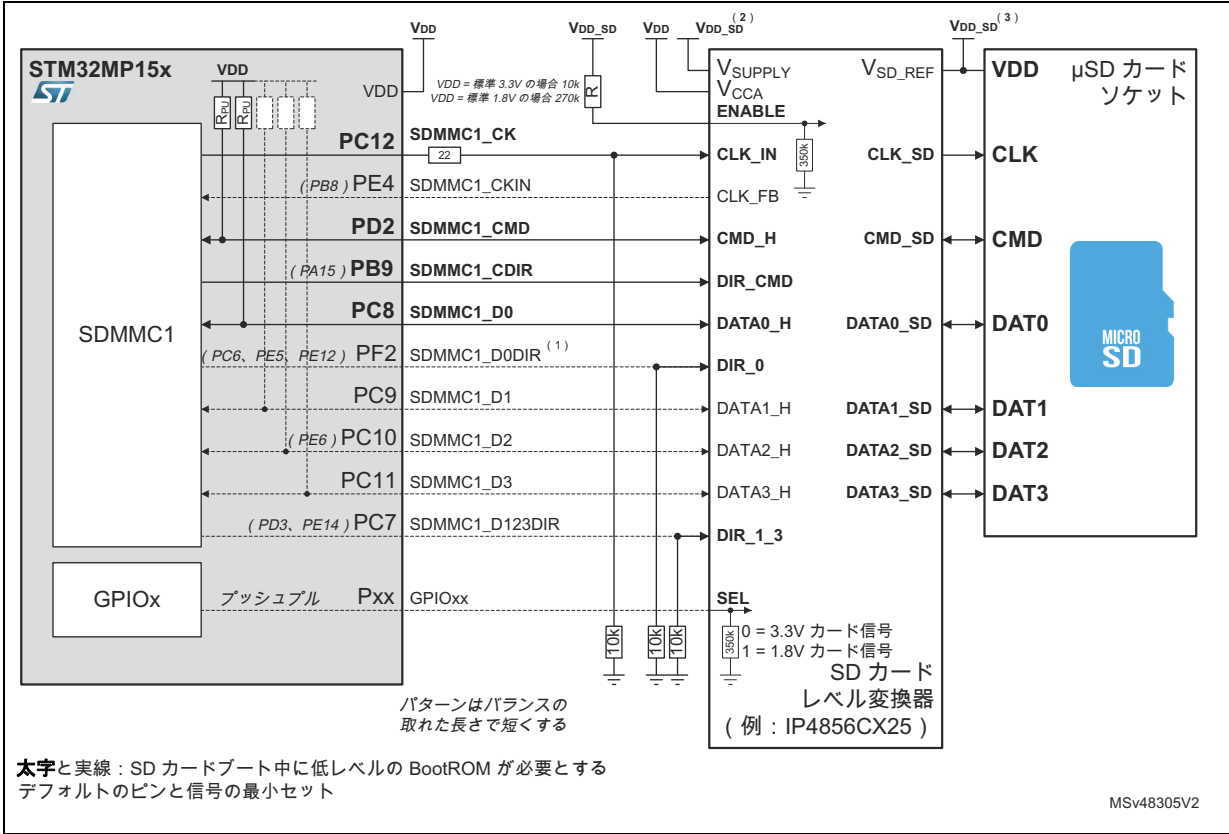 VDD
VDD_SD
VDD
VDD_SD(2)
VDD_SD(3)
STM32MP15x
ST
VDD
RPU
RPU
VDD
VDD = 標準 3.3V の場合 10k
VDD = 標準 1.8V の場合 270k
R
VSUPPLY
VCCA
ENABLE
350k
VSD_REF
VDD
µSD カード
ソケット
PC12
SDMMC1_CK
22
CLK_IN
CLK_SD
CLK
( PB8 ) PE4
SDMMC1_CKIN
CLK_FB
PD2
SDMMC1_CMD
CMD_H
CMD_SD
CMD
( PA15 ) PB9
SDMMC1_CDIR
DIR_CMD
SDMMC1
PC8
SDMMC1_D0
DATA0_H
DATA0_SD
DAT0
MICRO
SD
( PC6、PE5、PE12 ) PF2
SDMMC1_D0DIR (1)
DIR_0
PC9
SDMMC1_D1
DATA1_H
DATA1_SD
DAT1
( PE6 ) PC10
SDMMC1_D2
DATA2_H
DATA2_SD
DAT2
PC11
SDMMC1_D3
DATA3_H
DATA3_SD
DAT3
( PD3、PE14 ) PC7
SDMMC1_D123DIR
DIR_1_3
GPIOx
プッシュプル
Pxx
GPIOxx
SEL
10k
10k
10k
350k
0 = 3.3V カード信号
1 = 1.8V カード信号
SD カード
レベル変換器
( 例：IP4856CX25 )
パターンはバランスの
取れた長さで短くする
太字と実線：SD カードブート中に低レベルの BootROM が必要とする
デフォルトのピンと信号の最小セット
MSv48305V2